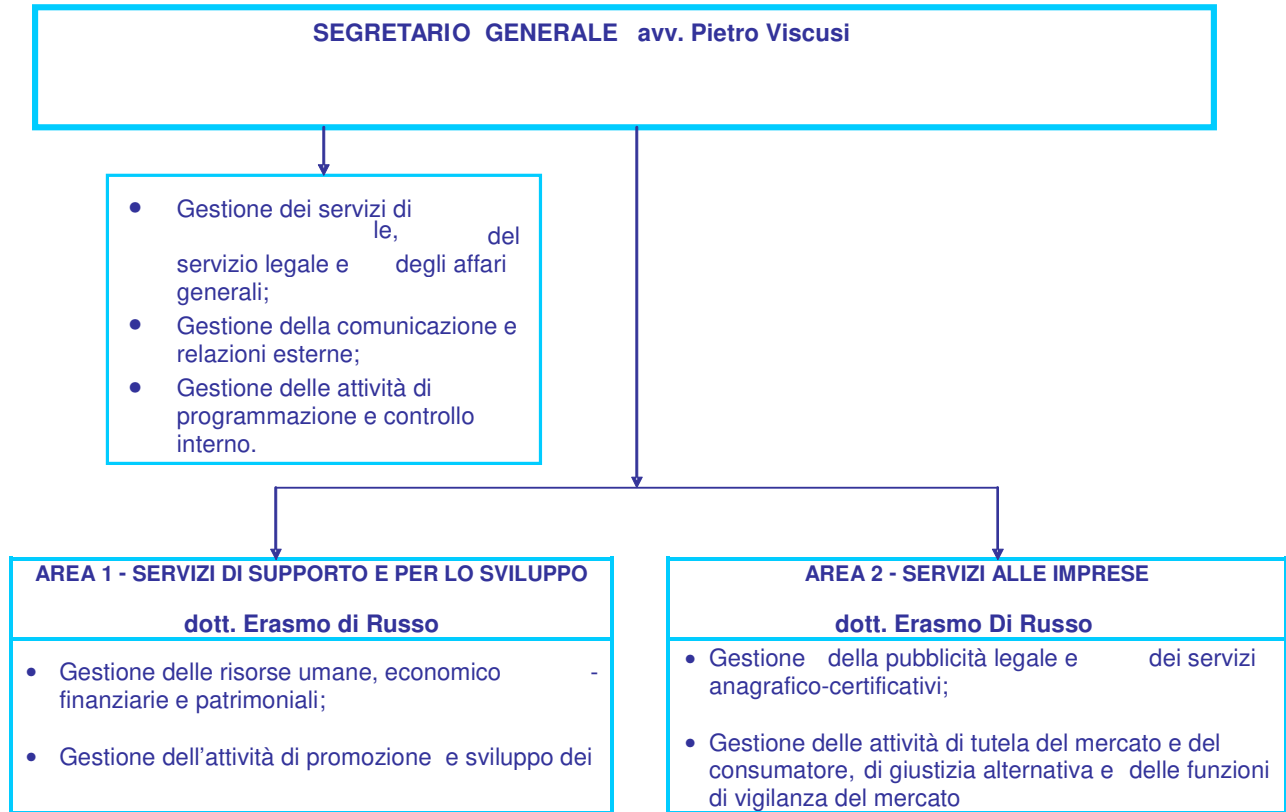 SEGRETARIO GENERALE avv. Pietro Viscusi
• Gestione dei servizi di
le, del
servizio legale e degli affari
generali;
• Gestione della comunicazione e
relazioni esterne;
• Gestione delle attività di
programmazione e controllo
interno.
AREA 1 - SERVIZI DI SUPPORTO E PER LO SVILUPPO
dott. Erasmo di Russo
• Gestione delle risorse umane, economico -
finanziarie e patrimoniali;
• Gestione dell'attività di promozione e sviluppo dei
AREA 2 - SERVIZI ALLE IMPRESE
dott. Erasmo Di Russo
• Gestione della pubblicità legale e dei servizi
anagrafico-certificativi;
• Gestione delle attività di tutela del mercato e del
consumatore, di giustizia alternativa e delle funzioni
di vigilanza del mercato